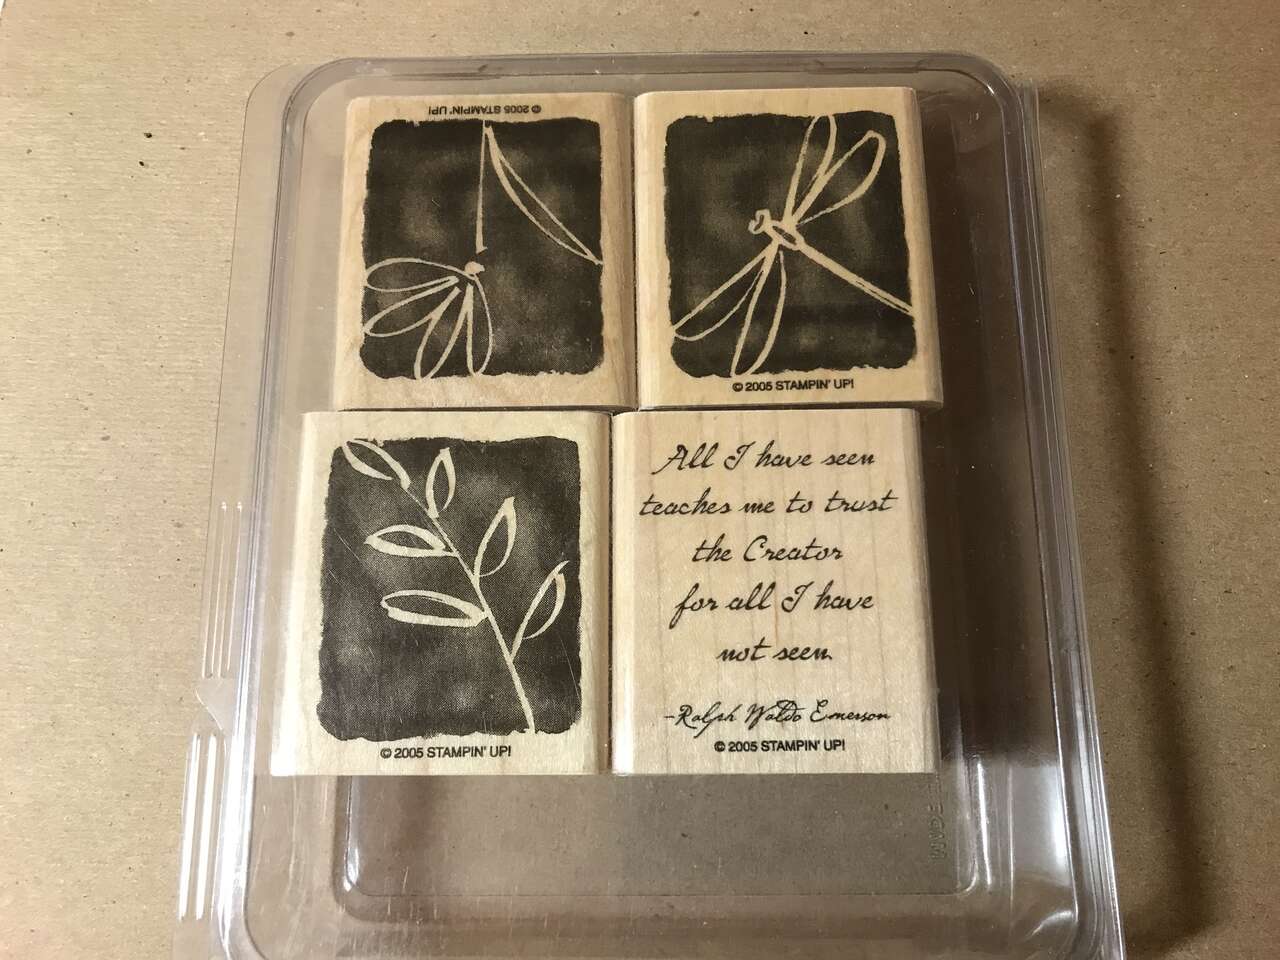 © 2005 STAMPIN' UP!
© 2005 STAMPIN' UP!
© 2005 STAMPIN' UP!
All I have seen
teaches me to trust
the Creator
for all I have
not seen.
-Ralph Waldo Emerson
© 2005 STAMPIN' UP!